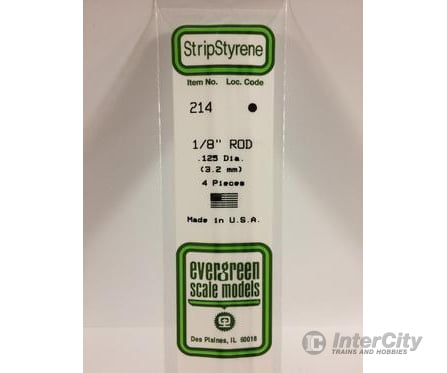 StripStyrene
Item No. Loc. Code
214
1/8" ROD
.125 Dia.
(3.2 mm)
4 Pieces
Made in U.S.A.
evergreen
scale models
Des Plaines, IL 60018
IC InterCity
TRAINS AND HOBBIES